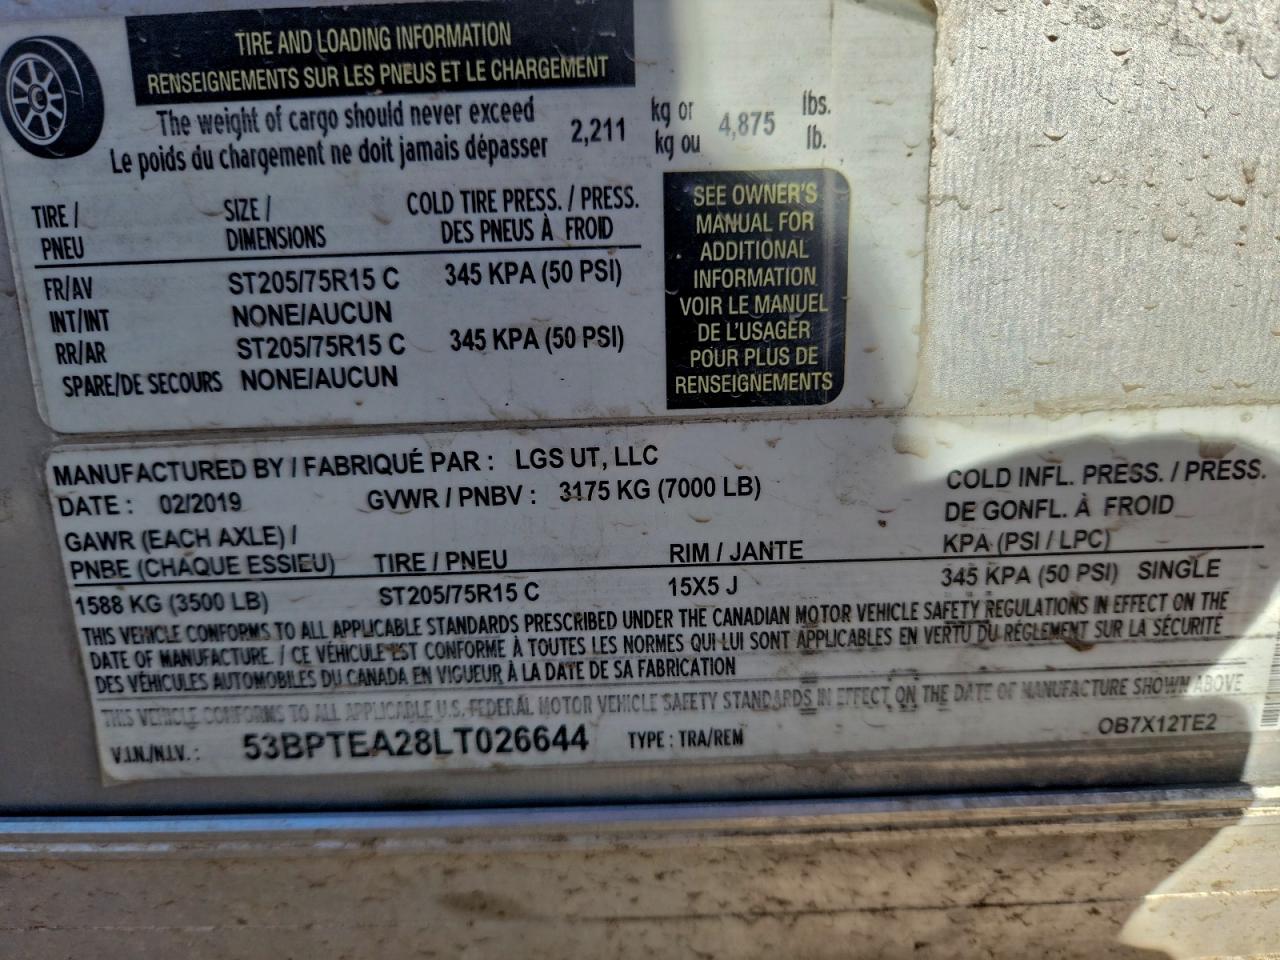 TIRE AND LOADING INFORMATION
RENSEIGNEMENTS SUR LES PNEUS ET LE CHARGEMENT
The weight of cargo should never exceed 2,211 kg or 4,875 lbs.
Le poids du chargement ne doit jamais dépasser kg ou lb.
TIRE / SIZE / COLD TIRE PRESS. / PRESS.
PNEU DIMENSIONS DES PNEUS À FROID
FR/AV ST205/75R15 C 345 KPA (50 PSI)
INT/INT NONE/AUCUN
RR/AR ST205/75R15 C 345 KPA (50 PSI)
SPARE/DE SECOURS NONE/AUCUN
SEE OWNER'S
MANUAL FOR
ADDITIONAL
INFORMATION
VOIR LE MANUEL
DE L'USAGER
POUR PLUS DE
RENSEIGNEMENTS
MANUFACTURED BY / FABRIQUÉ PAR : LGS UT, LLC
DATE : 02/2019 GVWR / PNBV : 3175 KG (7000 LB)
COLD INFL. PRESS. / PRESS.
DE GONFL. À FROID
KPA (PSI / LPC)
GAWR (EACH AXLE) /
PNBE (CHAQUE ESSIEU) TIRE / PNEU RIM / JANTE
1588 KG (3500 LB) ST205/75R15 C 15X5 J 345 KPA (50 PSI) SINGLE
THIS VEHICLE CONFORMS TO ALL APPLICABLE STANDARDS PRESCRIBED UNDER THE CANADIAN MOTOR VEHICLE SAFETY REGULATIONS IN EFFECT ON THE
DATE OF MANUFACTURE. / CE VÉHICULE EST CONFORME À TOUTES LES NORMES QUI LUI SONT APPLICABLES EN VERTU DU RÉGLEMENT SUR LA SÉCURITÉ
DES VÉHICULES AUTOMOBILES DU CANADA EN VIGUEUR À LA DATE DE SA FABRICATION
THIS VEHICLE CONFORMS TO ALL APPLICABLE U.S. FEDERAL MOTOR VEHICLE SAFETY STANDARDS IN EFFECT ON THE DATE OF MANUFACTURE SHOWN ABOVE
V.I.N./N.I.V. : 53BPTEA28LT026644 TYPE : TRA/REM OB7X12TE2